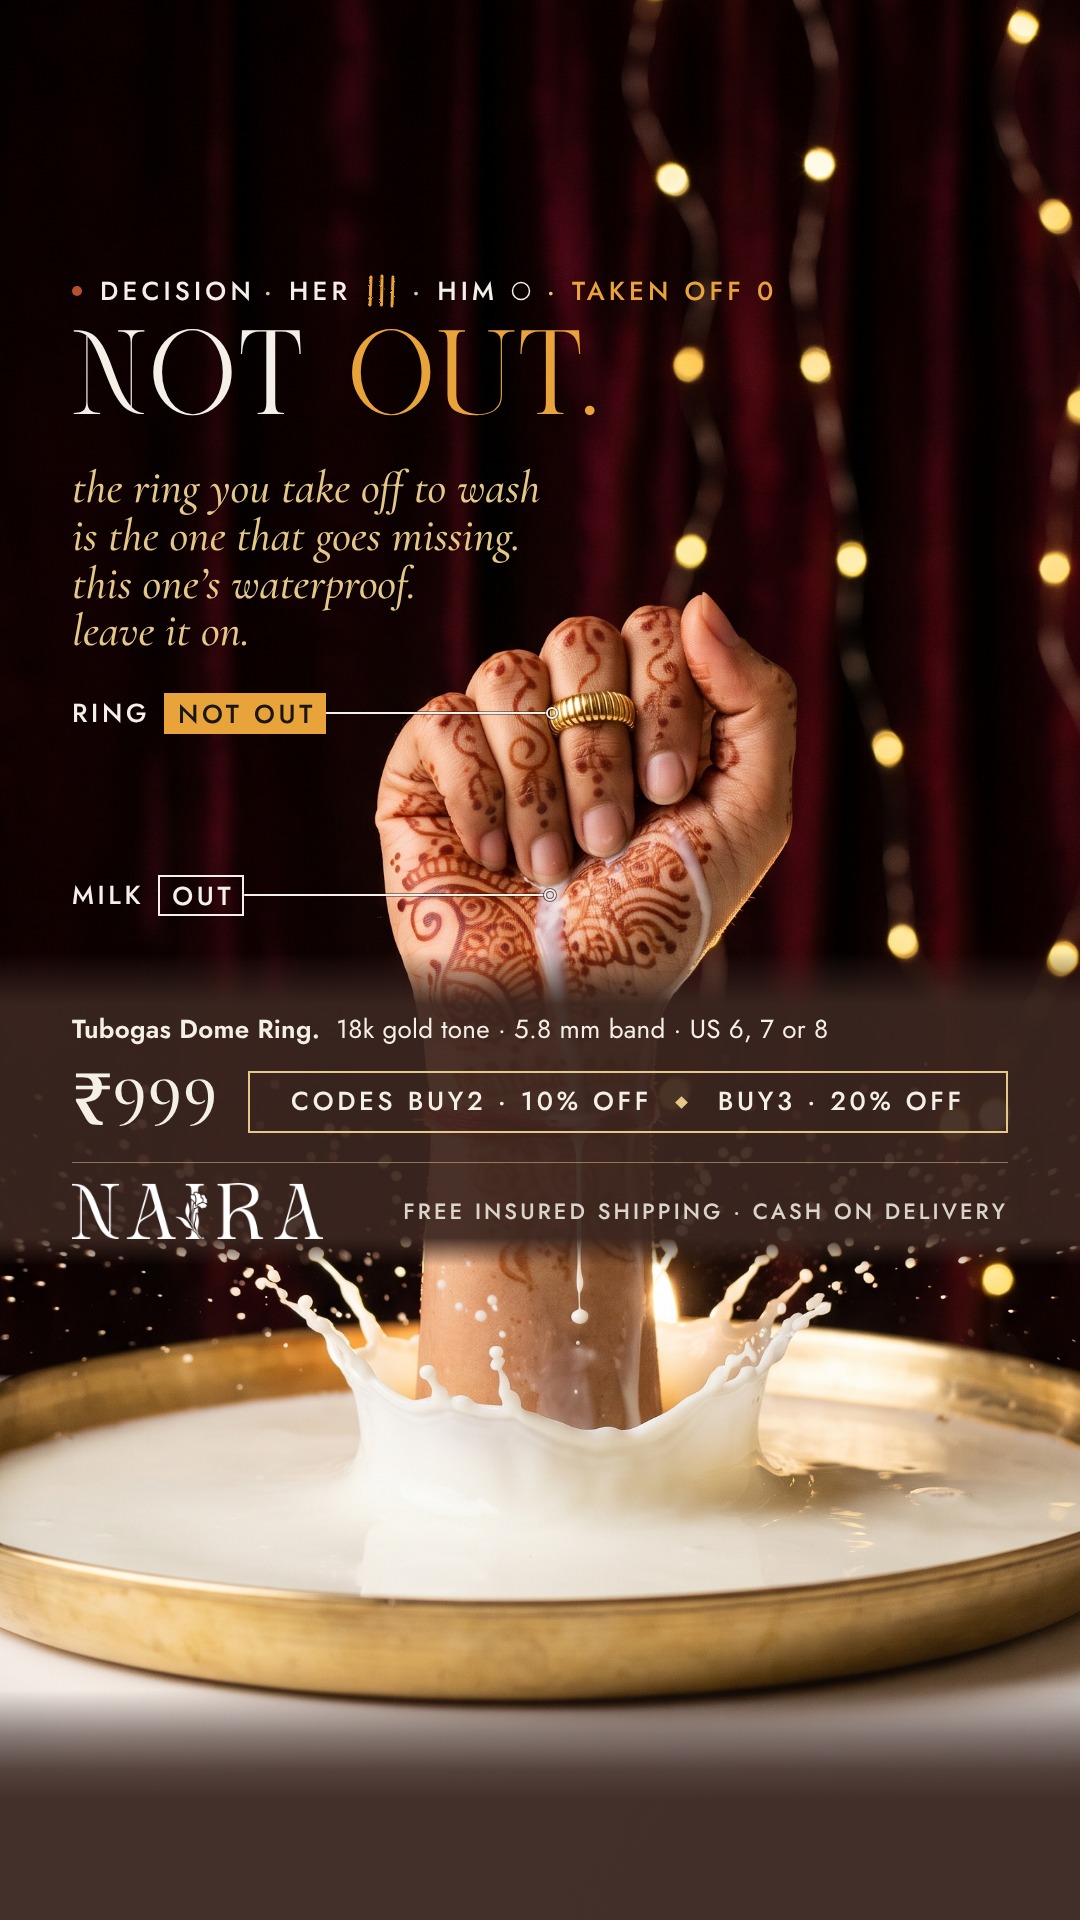 DECISION · HER ||| · HIM ○ · TAKEN OFF 0
NOT OUT.
the ring you take off to wash
is the one that goes missing.
this one’s waterproof.
leave it on.
RING NOT OUT
MILK OUT
Tubogas Dome Ring. 18k gold tone · 5.8 mm band · US 6, 7 or 8
₹999 CODES BUY2 · 10% OFF ◆ BUY3 · 20% OFF
NAIRA FREE INSURED SHIPPING · CASH ON DELIVERY